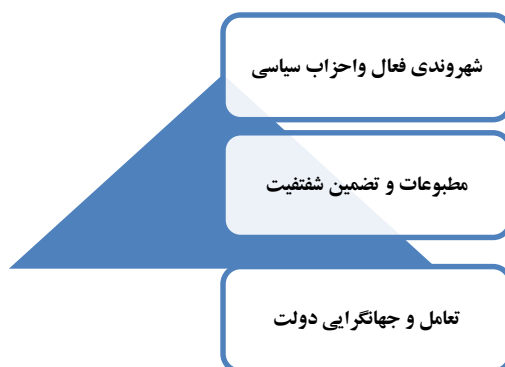 شهروندی فعال واحزاب سیاسی
مطبوعات و تضمین شفتفیت
تعامل و جهانگرایی دولت